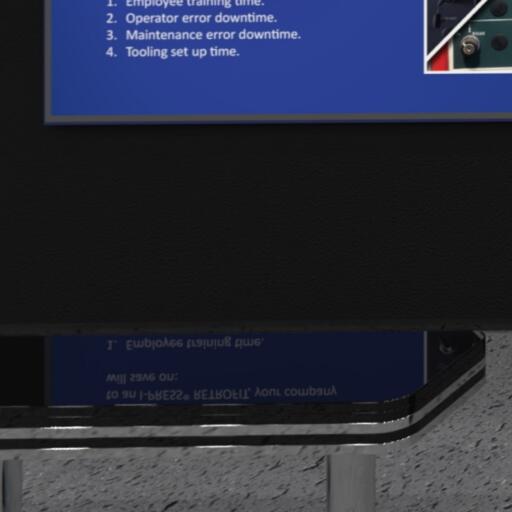 1. Employee training time.
2. Operator error downtime.
3. Maintenance error downtime.
4. Tooling set up time.
1. Employee training time.
will save on:
to an I-PRESS® RETROFIT, your company